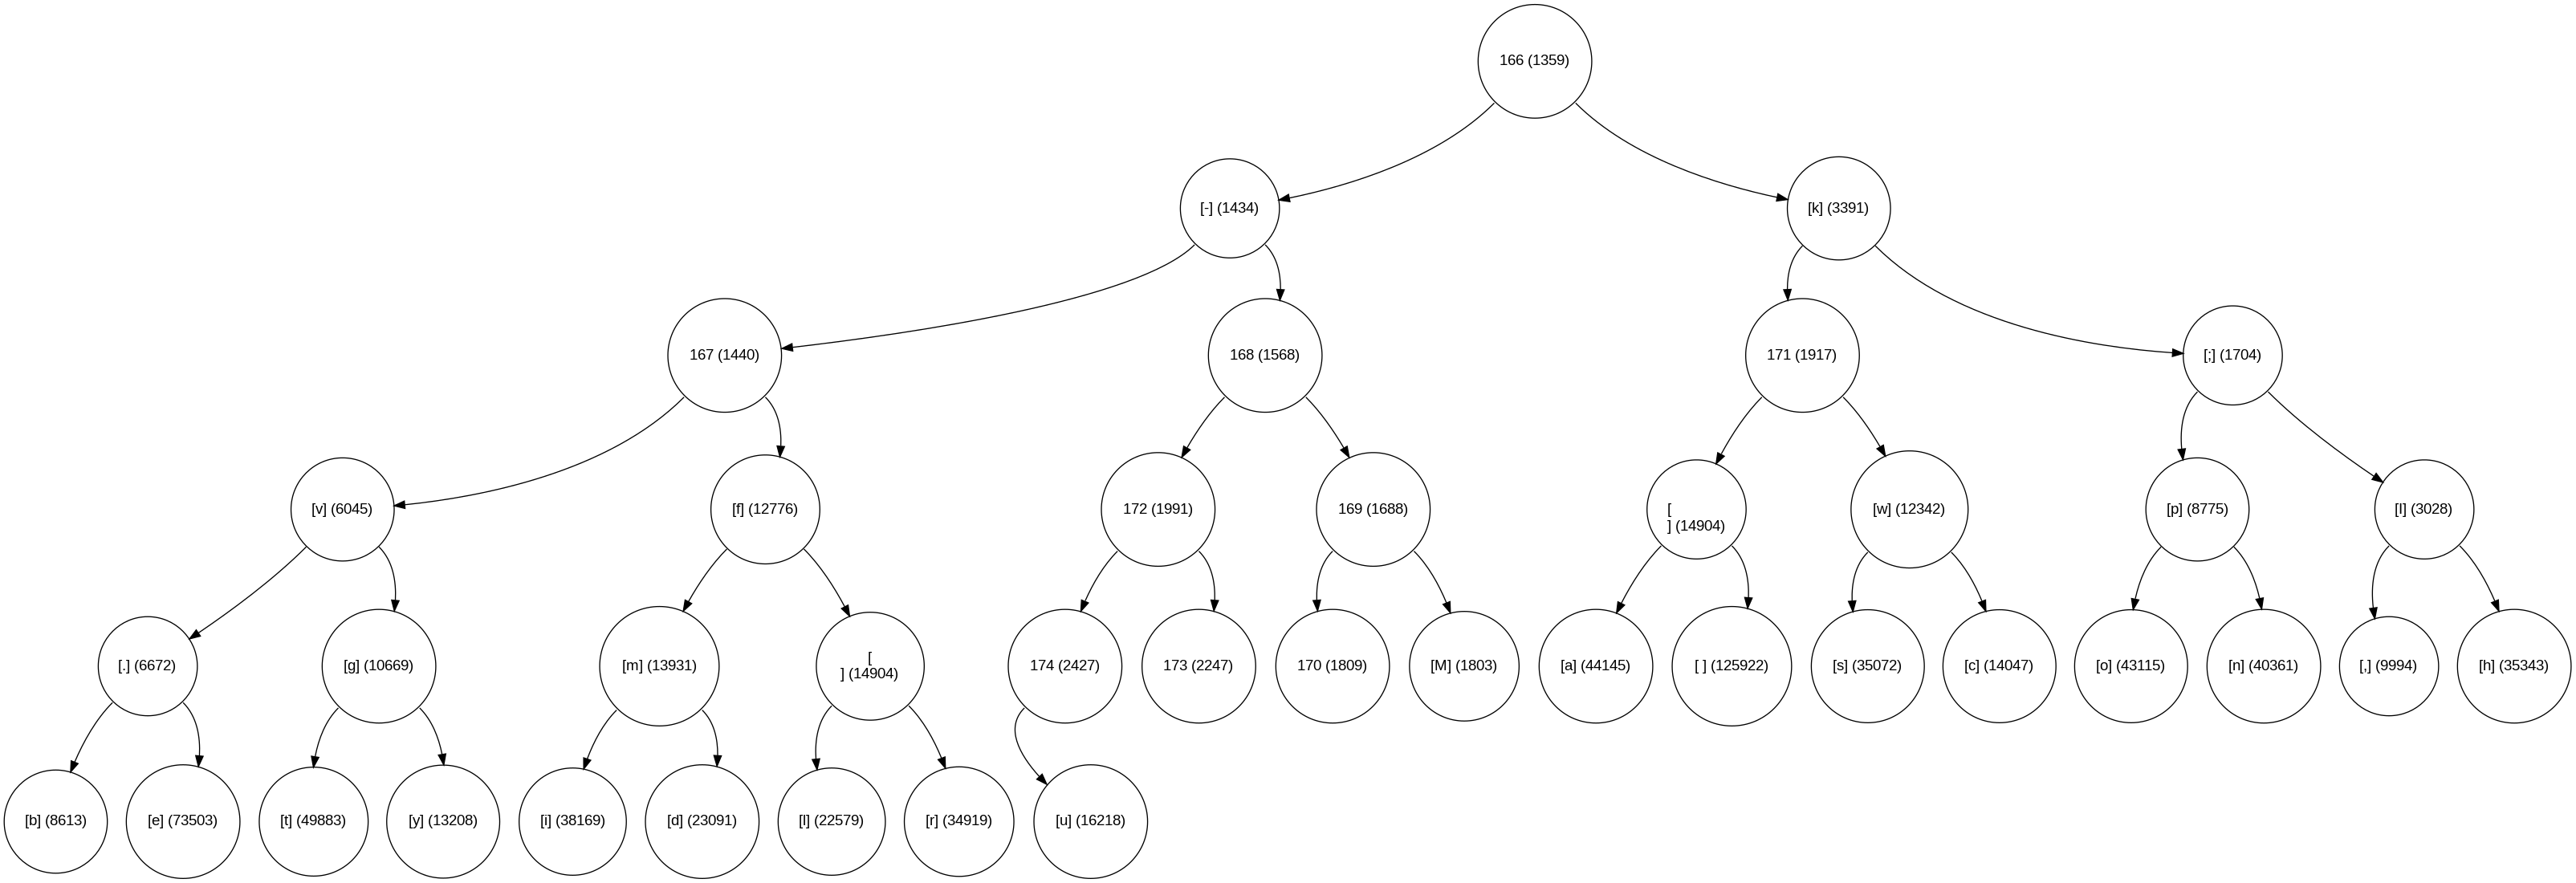 166 (1359)
[-] (1434)
[k] (3391)
167 (1440)
168 (1568)
171 (1917)
[;] (1704)
[v] (6045)
[f] (12776)
172 (1991)
169 (1688)
[
] (14904)
[w] (12342)
[p] (8775)
[I] (3028)
[.] (6672)
[g] (10669)
[m] (13931)
[
] (14904)
174 (2427)
173 (2247)
170 (1809)
[M] (1803)
[a] (44145)
[ ] (125922)
[s] (35072)
[c] (14047)
[o] (43115)
[n] (40361)
[,] (9994)
[h] (35343)
[b] (8613)
[e] (73503)
[t] (49883)
[y] (13208)
[i] (38169)
[d] (23091)
[l] (22579)
[r] (34919)
[u] (16218)